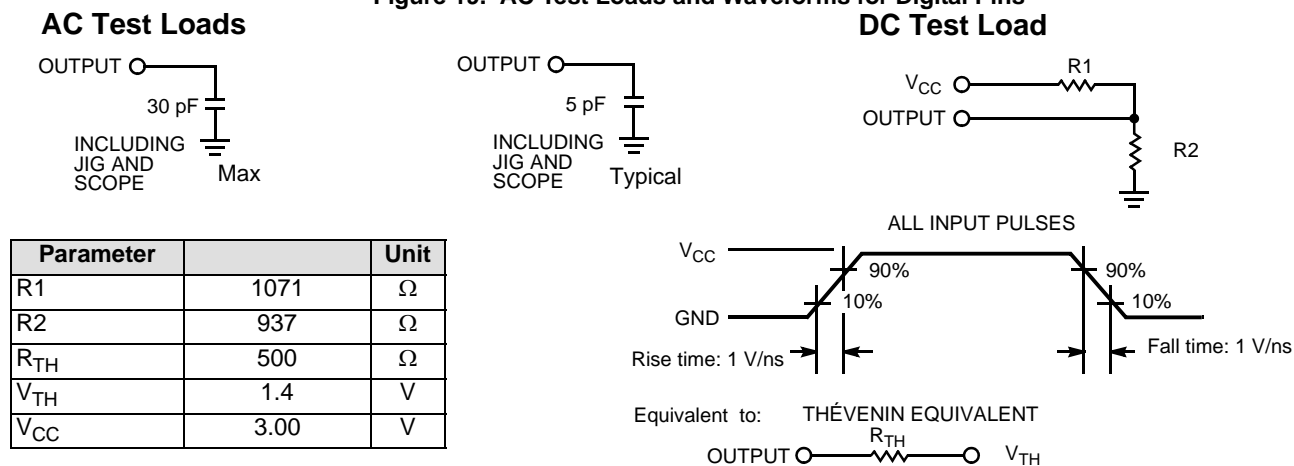 Figure 19. AC Test Loads and Waveforms for Digital Pins
AC Test Loads
DC Test Load
OUTPUT
30 pF
INCLUDING
JIG AND
SCOPE
Max
OUTPUT
5 pF
INCLUDING
JIG AND
SCOPE
Typical
VCC
R1
OUTPUT
R2
Parameter Unit
R1 1071 Ω
R2 937 Ω
RTH 500 Ω
VTH 1.4 V
VCC 3.00 V
ALL INPUT PULSES
VCC
90%
90%
10%
10%
GND
Rise time: 1 V/ns
Fall time: 1 V/ns
Equivalent to: THÉVENIN EQUIVALENT
RTH
OUTPUT
VTH